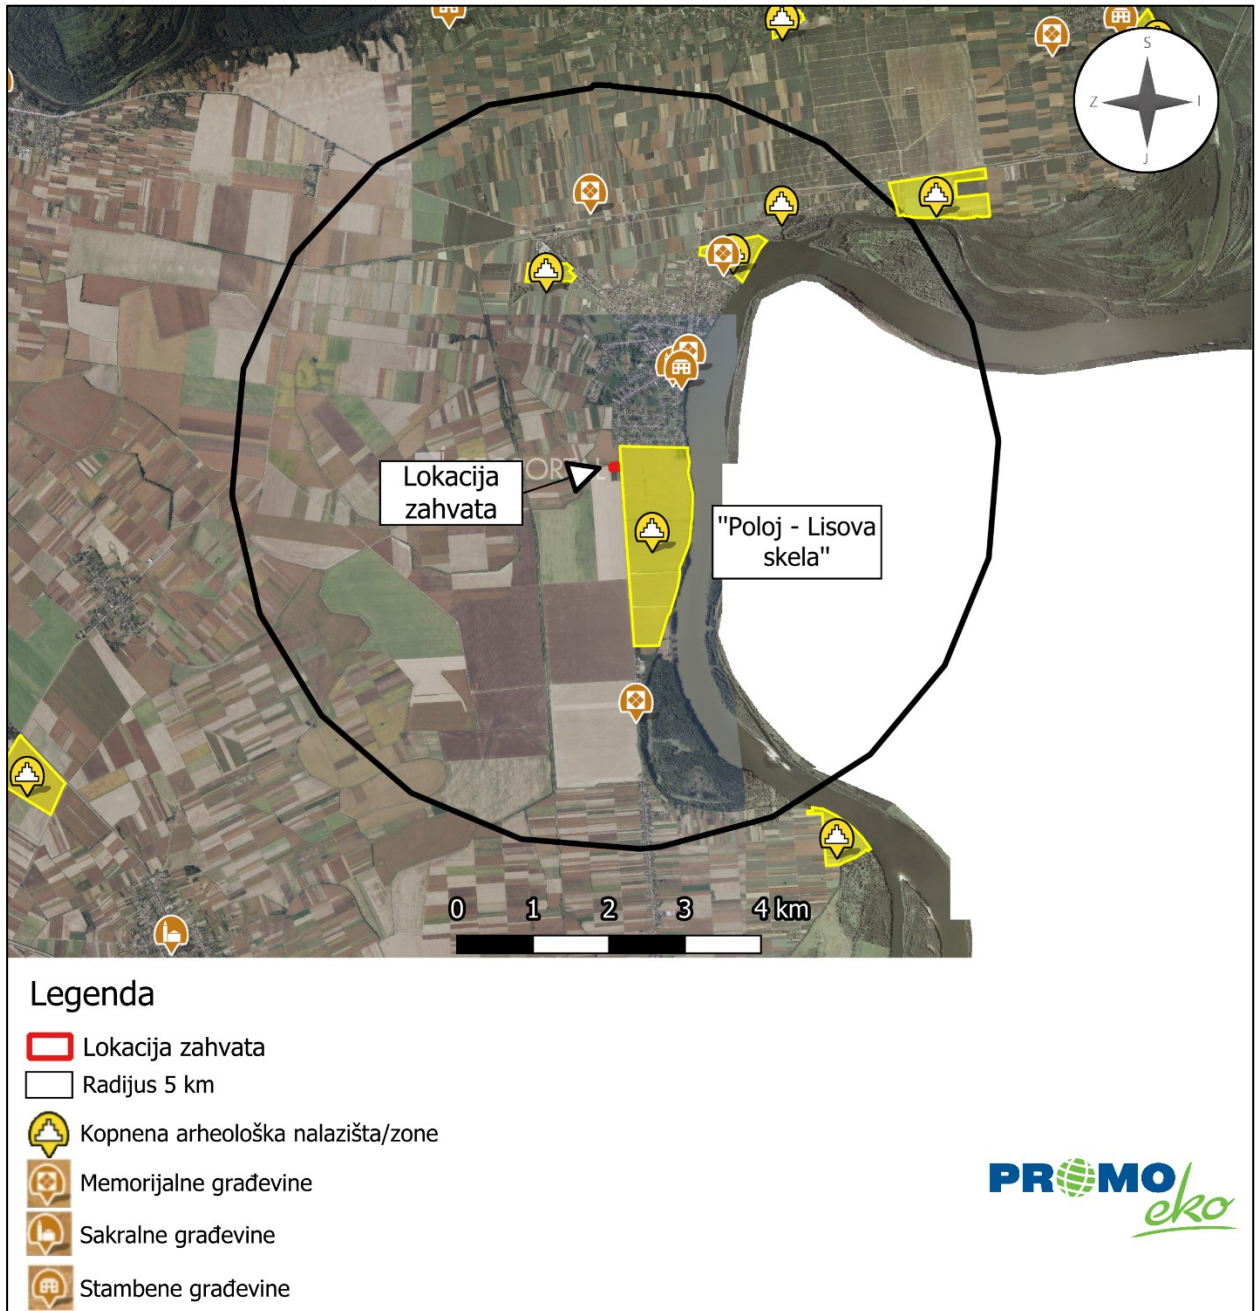 S
Z
I
J
ORTAL
Lokacija
zahvata
"Poloj - Lisova
skela"
0 1 2 3 4 km
Legenda
Lokacija zahvata
Radijus 5 km
Kopnena arheološka nalazišta/zone
Memorijalne građevine
Sakralne građevine
Stambene građevine
PROMO
eko